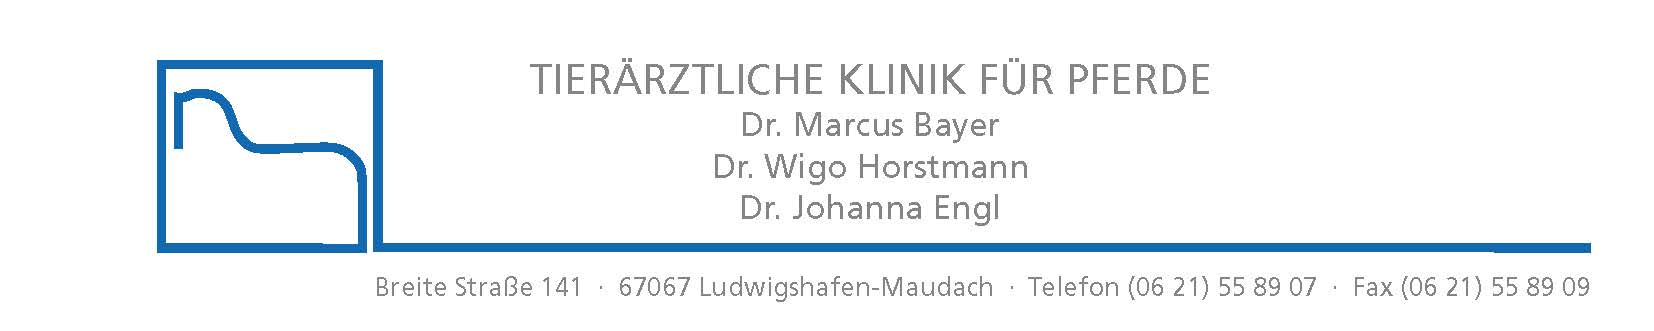 TIERÄRZTLICHE KLINIK FÜR PFERDE
Dr. Marcus Bayer
Dr. Wigo Horstmann
Dr. Johanna Engl
Breite Straße 141 · 67067 Ludwigshafen-Maudach · Telefon (06 21) 55 89 07 · Fax (06 21) 55 89 09